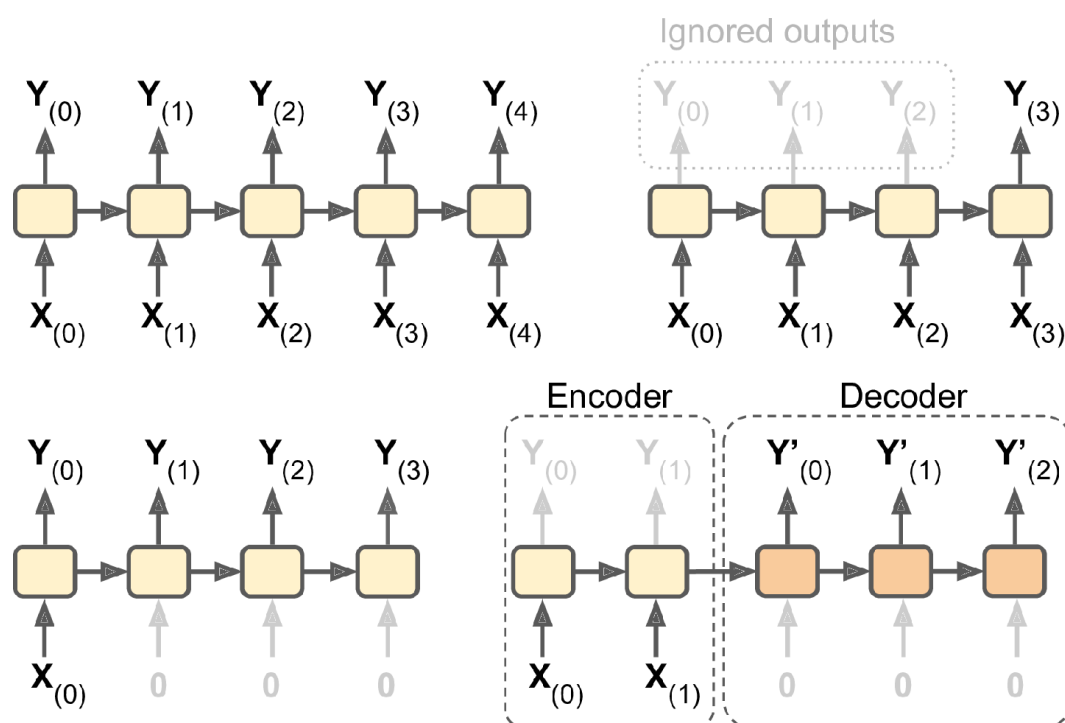 Ignored outputs
Y(0) Y(1) Y(2) Y(3) Y(4)
Y(0) Y(1) Y(2) Y(3)
X(0) X(1) X(2) X(3) X(4)
X(0) X(1) X(2) X(3)
Encoder
Decoder
Y(0) Y(1) Y(2) Y(3)
Y(0) Y(1)
Y'(0) Y'(1) Y'(2)
X(0) 0 0 0
X(0) X(1)
0 0 0